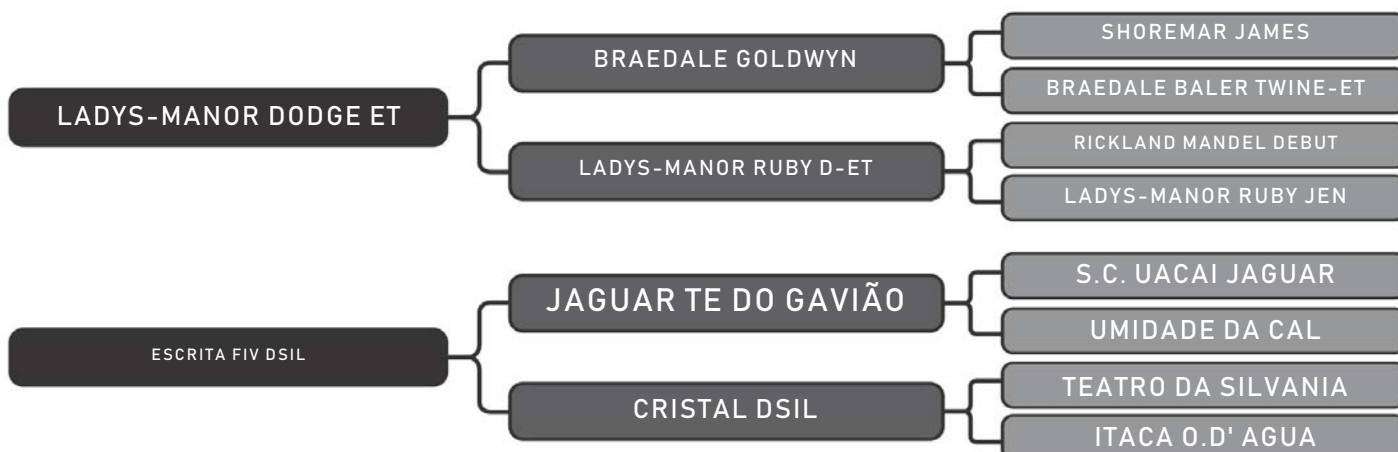 LADYS-MANOR DODGE ET
BRAEDALE GOLDWYN
SHOREMAR JAMES
BRAEDALE BALER TWINE-ET
LADYS-MANOR RUBY D-ET
RICKLAND MANDEL DEBUT
LADYS-MANOR RUBY JEN
ESCRITA FIV DSIL
JAGUAR TE DO GAVIÃO
S.C. UACAI JAGUAR
UMIDADE DA CAL
CRISTAL DSIL
TEATRO DA SILVANIA
ITACA O.D' AGUA